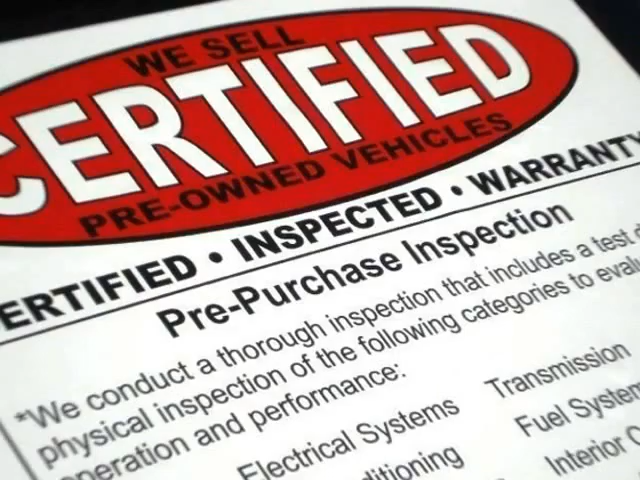 WE SELL
CERTIFIED
PRE-OWNED VEHICLES
ERTIFIED • INSPECTED • WARRANTY
Pre-Purchase Inspection
*We conduct a thorough inspection that includes a test d
physical inspection of the following categories to evalu
operation and performance:
Electrical Systems Transmission
ditioning Fuel System
Interior